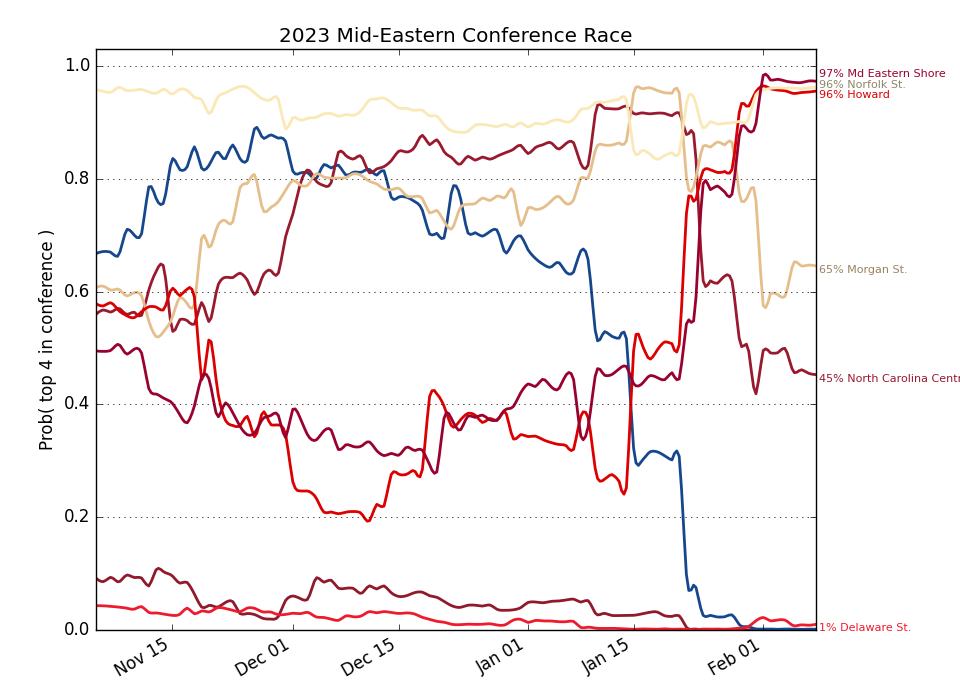 2023 Mid-Eastern Conference Race
1.0
0.8
0.6
0.4
0.2
0.0
Prob( top 4 in conference )
97% Md Eastern Shore
96% Norfolk St.
96% Howard
65% Morgan St.
45% North Carolina Centr
1% Delaware St.
Nov 15
Dec 01
Dec 15
Jan 01
Jan 15
Feb 01